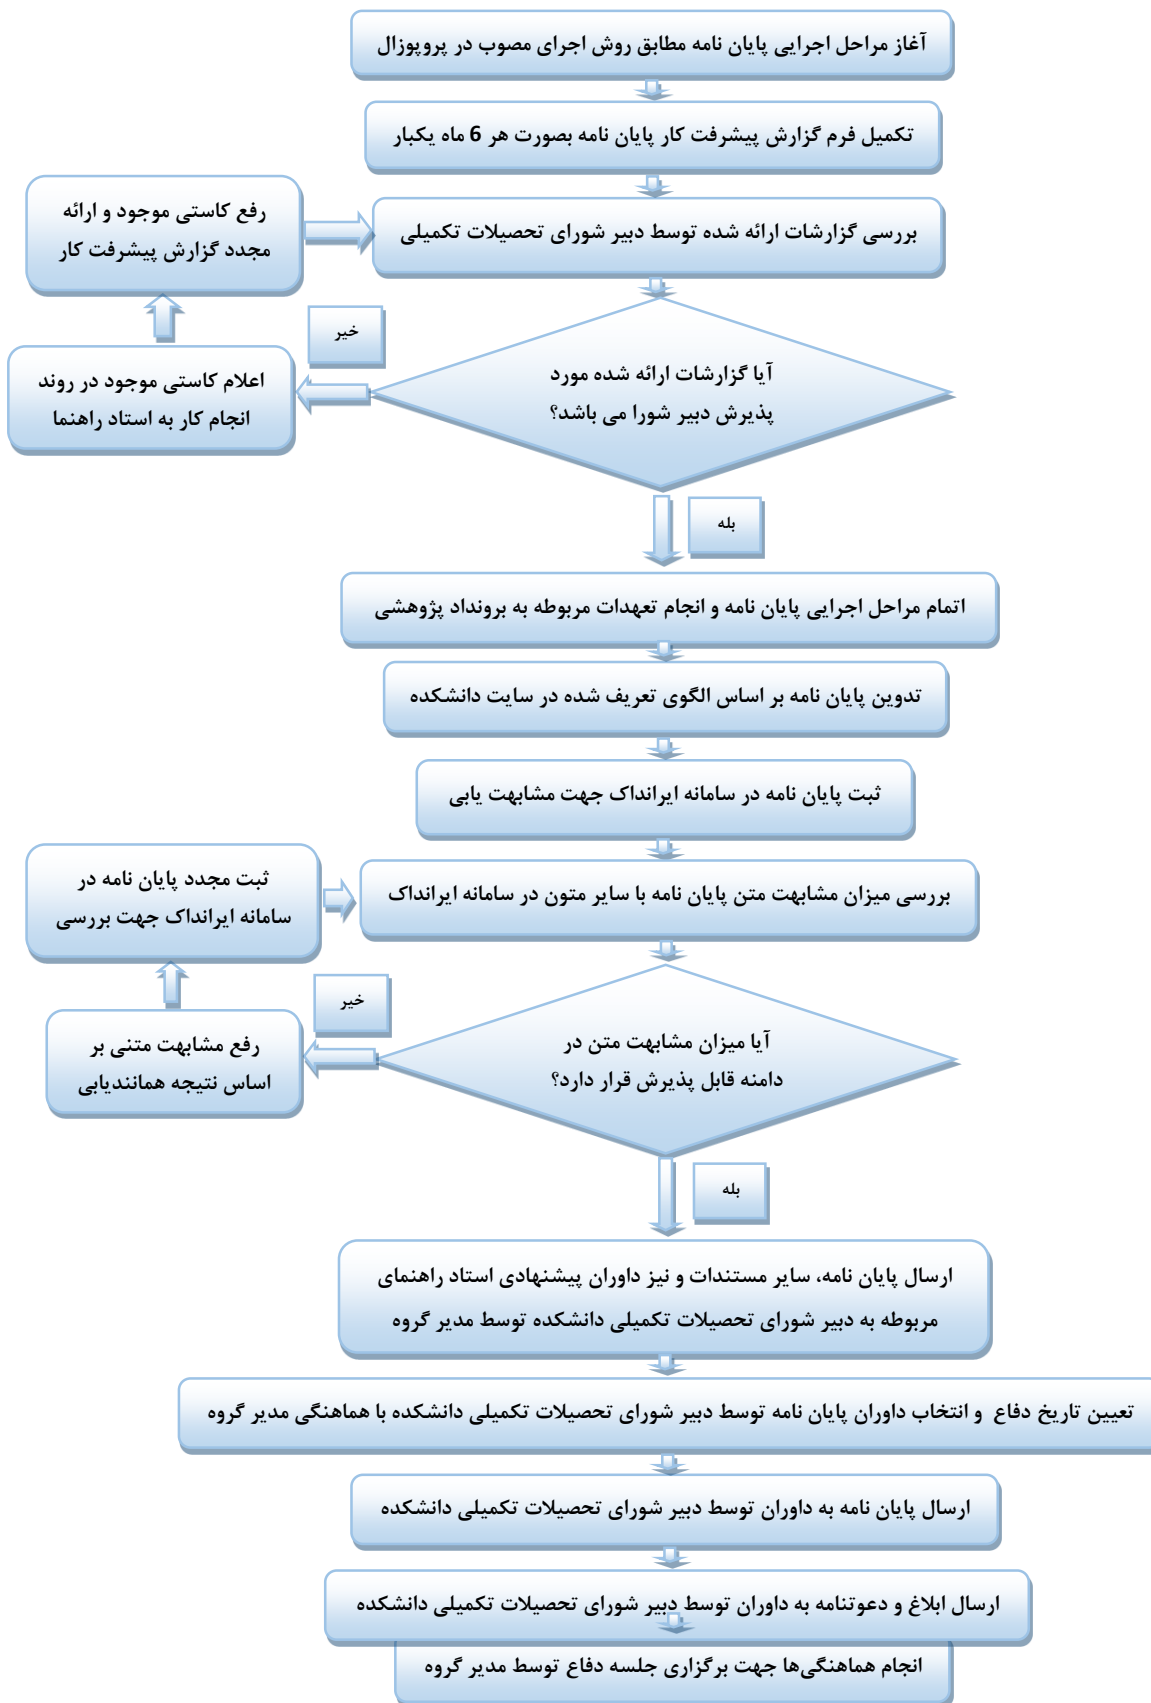 آغاز مراحل اجرایی پایان نامه مطابق روش اجرای مصوب در پروپوزال
تکمیل فرم گزارش پیشرفت کار پایان نامه بصورت هر 6 ماه یکبار
بررسی گزارشات ارائه شده توسط دبیر شورای تحصیلات تکمیلی
رفع کاستی موجود و ارائه
مجدد گزارش پیشرفت کار
آیا گزارشات ارائه شده مورد
پذیرش دبیر شورا می باشد؟
خیر
اعلام کاستی موجود در روند
انجام کار به استاد راهنما
بله
اتمام مراحل اجرایی پایان نامه و انجام تعهدات مربوطه به برونداد پژوهشی
تدوین پایان نامه بر اساس الگوی تعریف شده در سایت دانشکده
ثبت پایان نامه در سامانه ایرانداک جهت مشابهت یابی
بررسی میزان مشابهت متن پایان نامه با سایر متون در سامانه ایرانداک
ثبت مجدد پایان نامه در
سامانه ایرانداک جهت بررسی
آیا میزان مشابهت متن در
دامنه قابل پذیرش قرار دارد؟
خیر
رفع مشابهت متنی بر
اساس نتیجه همانندیابی
بله
ارسال پایان نامه، سایر مستندات و نیز داوران پیشنهادی استاد راهنمای
مربوطه به دبیر شورای تحصیلات تکمیلی دانشکده توسط مدیر گروه
تعیین تاریخ دفاع و انتخاب داوران پایان نامه توسط دبیر شورای تحصیلات تکمیلی دانشکده با هماهنگی مدیر گروه
ارسال پایان نامه به داوران توسط دبیر شورای تحصیلات تکمیلی دانشکده
ارسال ابلاغ و دعوتنامه به داوران توسط دبیر شورای تحصیلات تکمیلی دانشکده
انجام هماهنگی‌ها جهت برگزاری جلسه دفاع توسط مدیر گروه